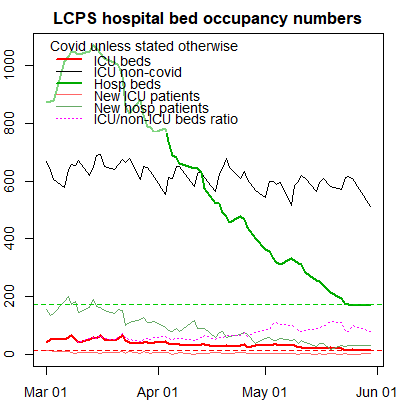 LCPS hospital bed occupancy numbers
Covid unless stated otherwise
ICU beds
ICU non-covid
Hosp beds
New ICU patients
New hosp patients
ICU/non-ICU beds ratio
1000
800
600
400
200
0
Mar 01 Apr 01 May 01 Jun 01